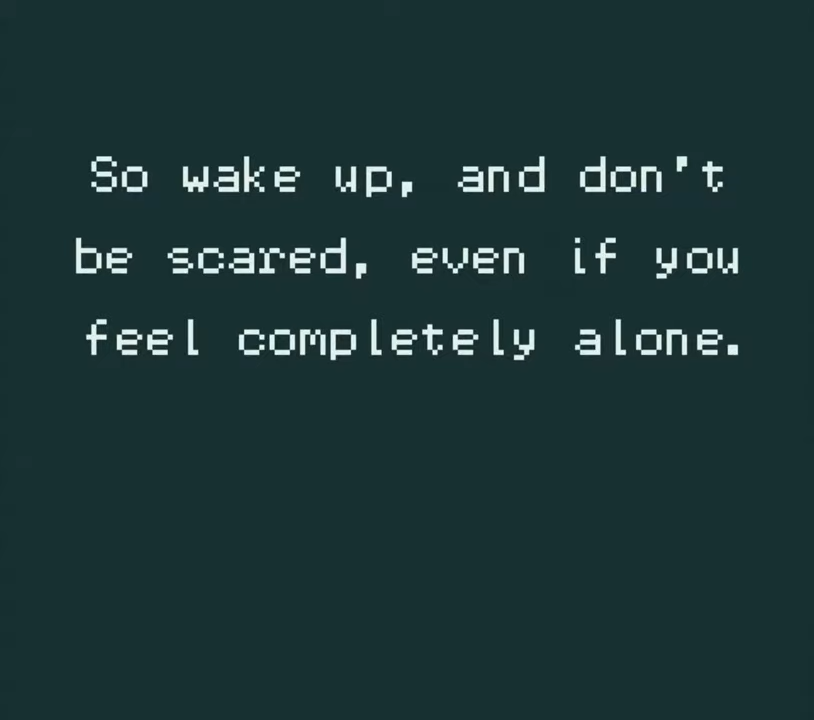 So wake up, and don't
be scared, even if you
feel completely alone.